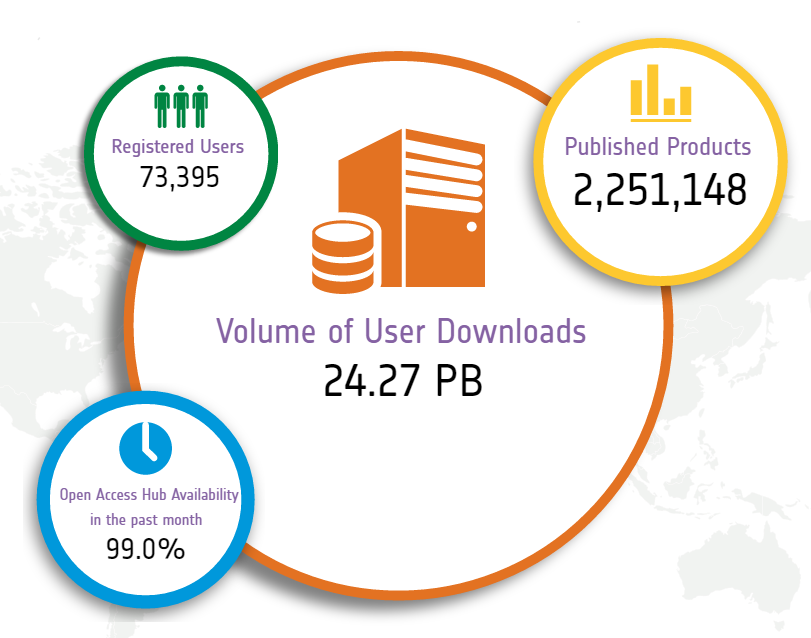 Registered Users
73,395
Published Products
2,251,148
Volume of User Downloads
24.27 PB
Open Access Hub Availability
in the past month
99.0%